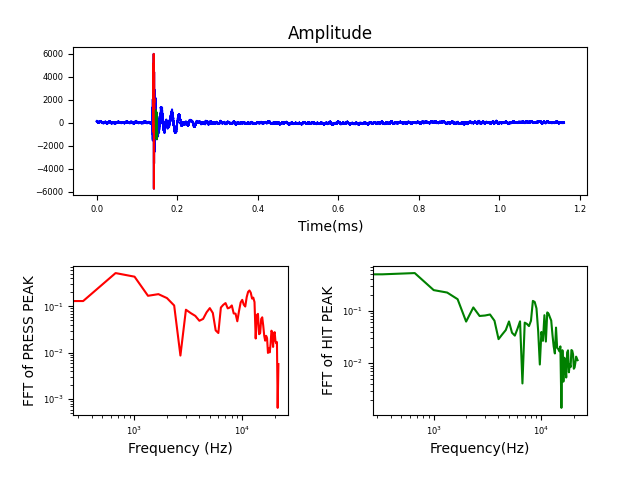 Amplitude
6000
4000
2000
0
−2000
−4000
−6000
0.0 0.2 0.4 0.6 0.8 1.0 1.2
Time(ms)
FFT of PRESS PEAK
10⁻¹
10⁻²
10⁻³
10³ 10⁴
Frequency (Hz)
FFT of HIT PEAK
10⁻¹
10⁻²
10³ 10⁴
Frequency(Hz)